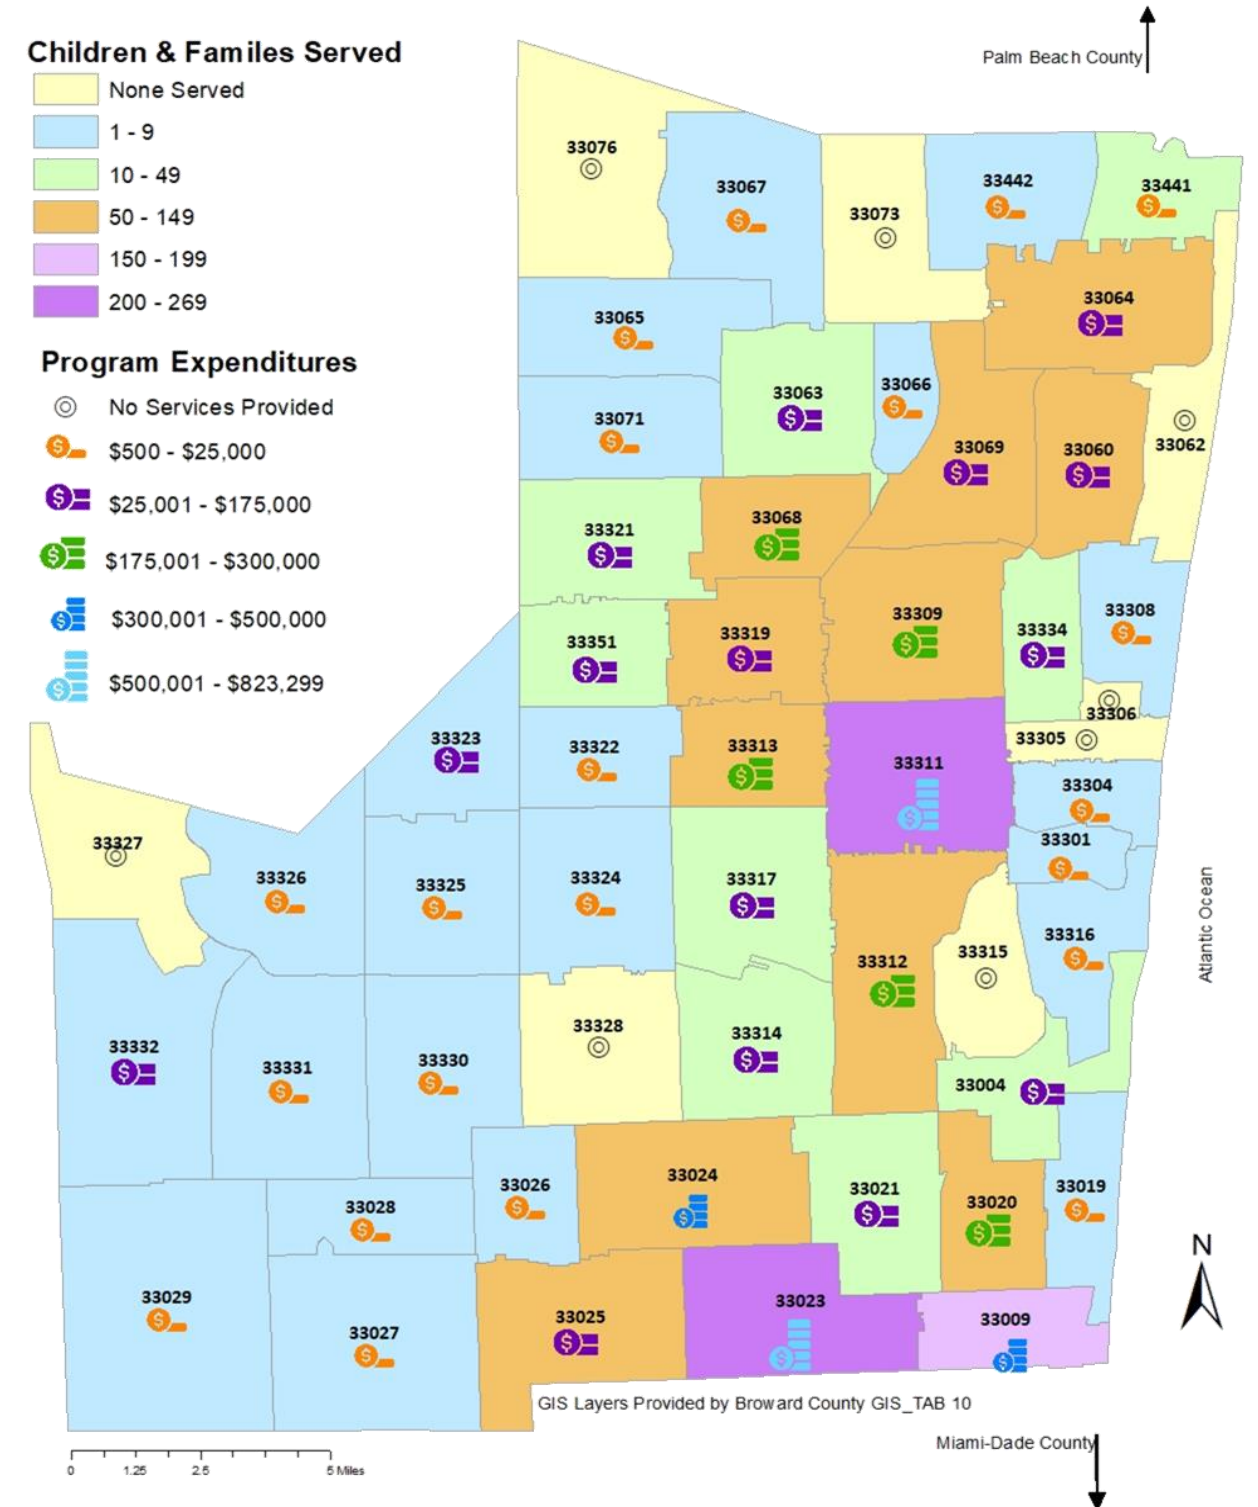 Palm Beach County
Children & Familes Served
None Served
1 - 9
10 - 49
50 - 149
150 - 199
200 - 269
Program Expenditures
No Services Provided
$500 - $25,000
$25,001 - $175,000
$175,001 - $300,000
$300,001 - $500,000
$500,001 - $823,299
33076
33067
33073
33442
33441
33064
33065
33063
33066
33071
33069
33060
33062
33321
33068
33309
33308
33351
33319
33334
33306
33305
33323
33322
33313
33311
33304
33327
33301
33326
33325
33324
33317
33316
33312
33315
33328
33314
33332
33331
33330
33004
33026
33024
33021
33020
33019
33028
33029
33027
33025
33023
33009
Atlantic Ocean
N
GIS Layers Provided by Broward County GIS_TAB 10
Miami-Dade County
0 1.25 2.5 5 Miles